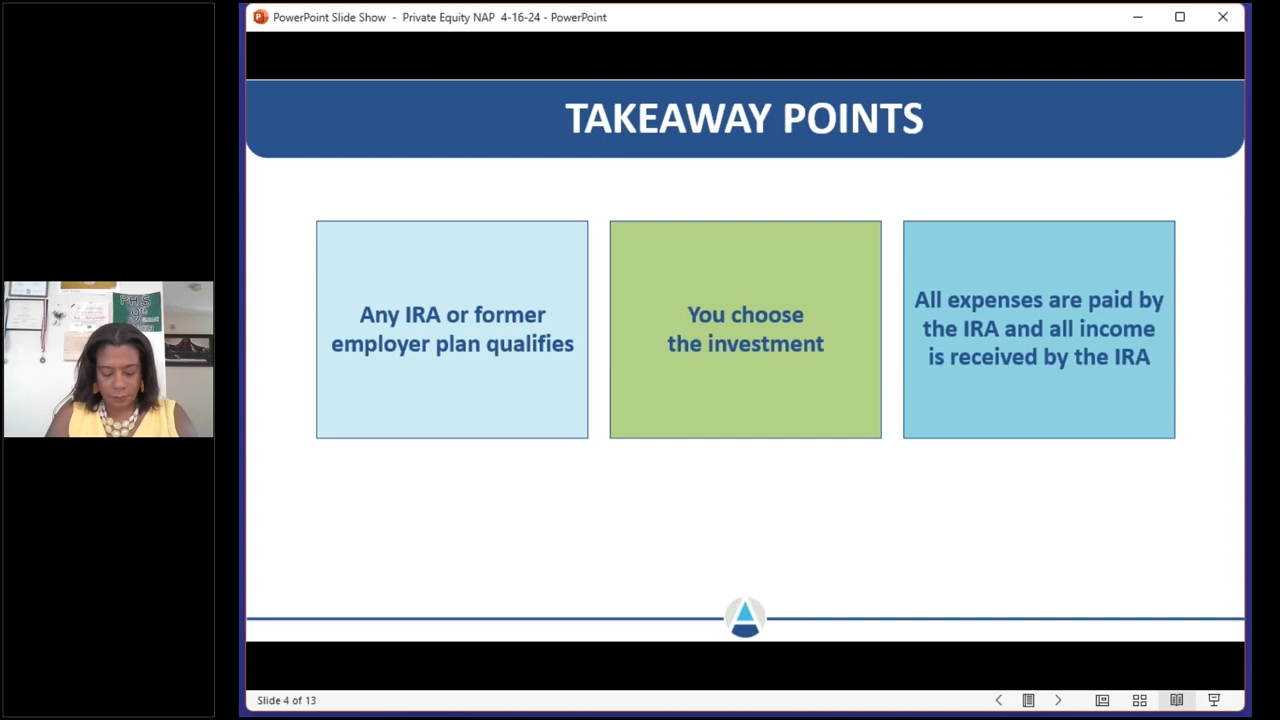 PowerPoint Slide Show - Private Equity NAP 4-16-24 - PowerPoint
TAKEAWAY POINTS
Any IRA or former
employer plan qualifies
You choose
the investment
All expenses are paid by
the IRA and all income
is received by the IRA
PHS
9th
Slide 4 of 13